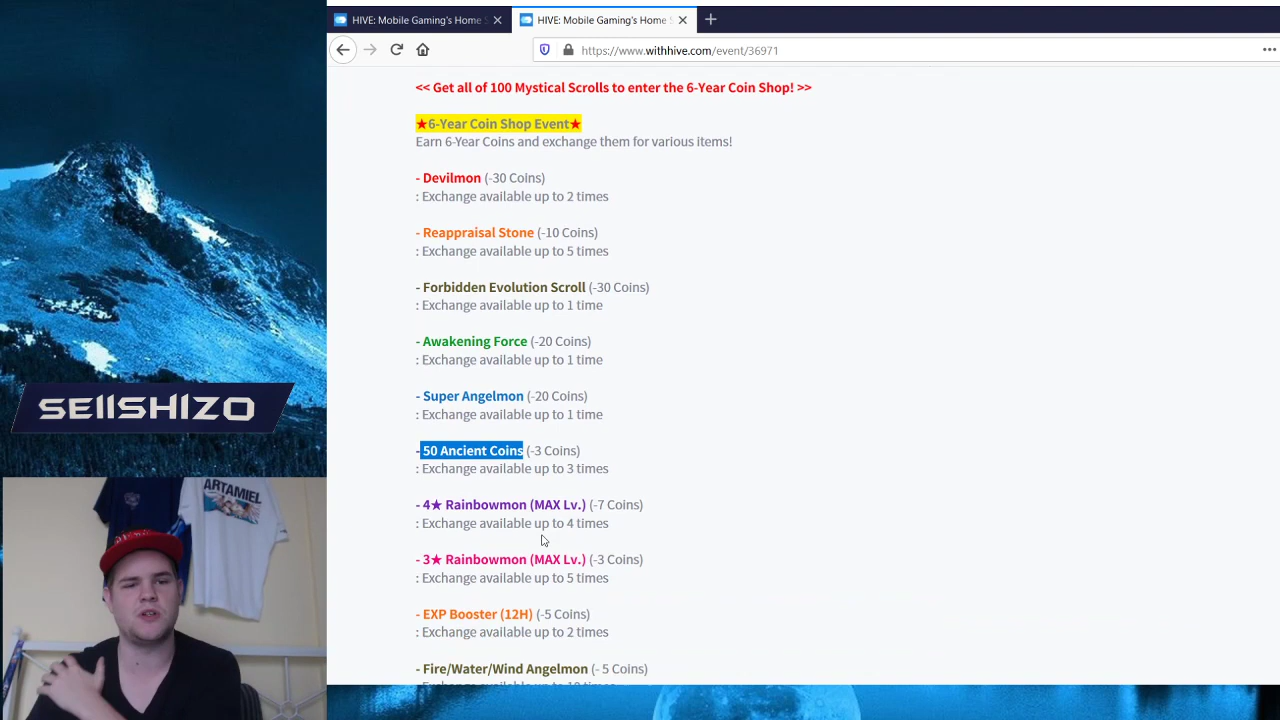 HIVE: Mobile Gaming's Home S
HIVE: Mobile Gaming's Home S
https://www.withhive.com/event/36971
<< Get all of 100 Mystical Scrolls to enter the 6-Year Coin Shop! >>
★6-Year Coin Shop Event★
Earn 6-Year Coins and exchange them for various items!
- Devilmon (-30 Coins)
: Exchange available up to 2 times
- Reappraisal Stone (-10 Coins)
: Exchange available up to 5 times
- Forbidden Evolution Scroll (-30 Coins)
: Exchange available up to 1 time
- Awakening Force (-20 Coins)
: Exchange available up to 1 time
- Super Angelmon (-20 Coins)
: Exchange available up to 1 time
- 50 Ancient Coins (-3 Coins)
: Exchange available up to 3 times
- 4★ Rainbowmon (MAX Lv.) (-7 Coins)
: Exchange available up to 4 times
- 3★ Rainbowmon (MAX Lv.) (-3 Coins)
: Exchange available up to 5 times
- EXP Booster (12H) (-5 Coins)
: Exchange available up to 2 times
- Fire/Water/Wind Angelmon (- 5 Coins)
: Exchange available up to 10 times
SEIISHIZO
ARTAMIEL